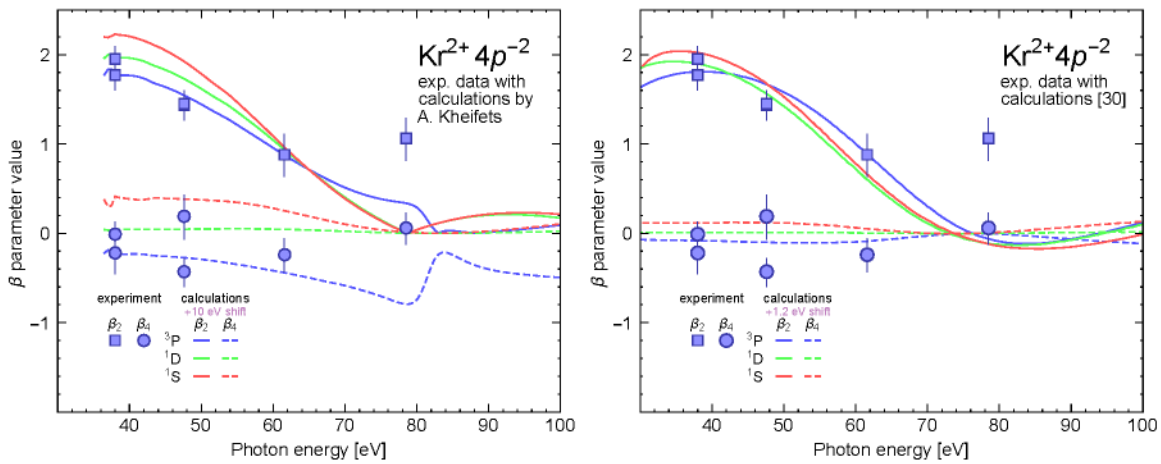 Kr²⁺ 4p⁻²
exp. data with
calculations by
A. Kheifets
2
1
0
−1
β parameter value
experiment calculations
+10 eV shift
β₂ β₄ β₂ β₄
³P
¹D
¹S
40 50 60 70 80 90 100
Photon energy [eV]
Kr²⁺ 4p⁻²
exp. data with
calculations [30]
2
1
0
−1
β parameter value
experiment calculations
+1.2 eV shift
β₂ β₄ β₂ β₄
³P
¹D
¹S
40 50 60 70 80 90 100
Photon energy [eV]